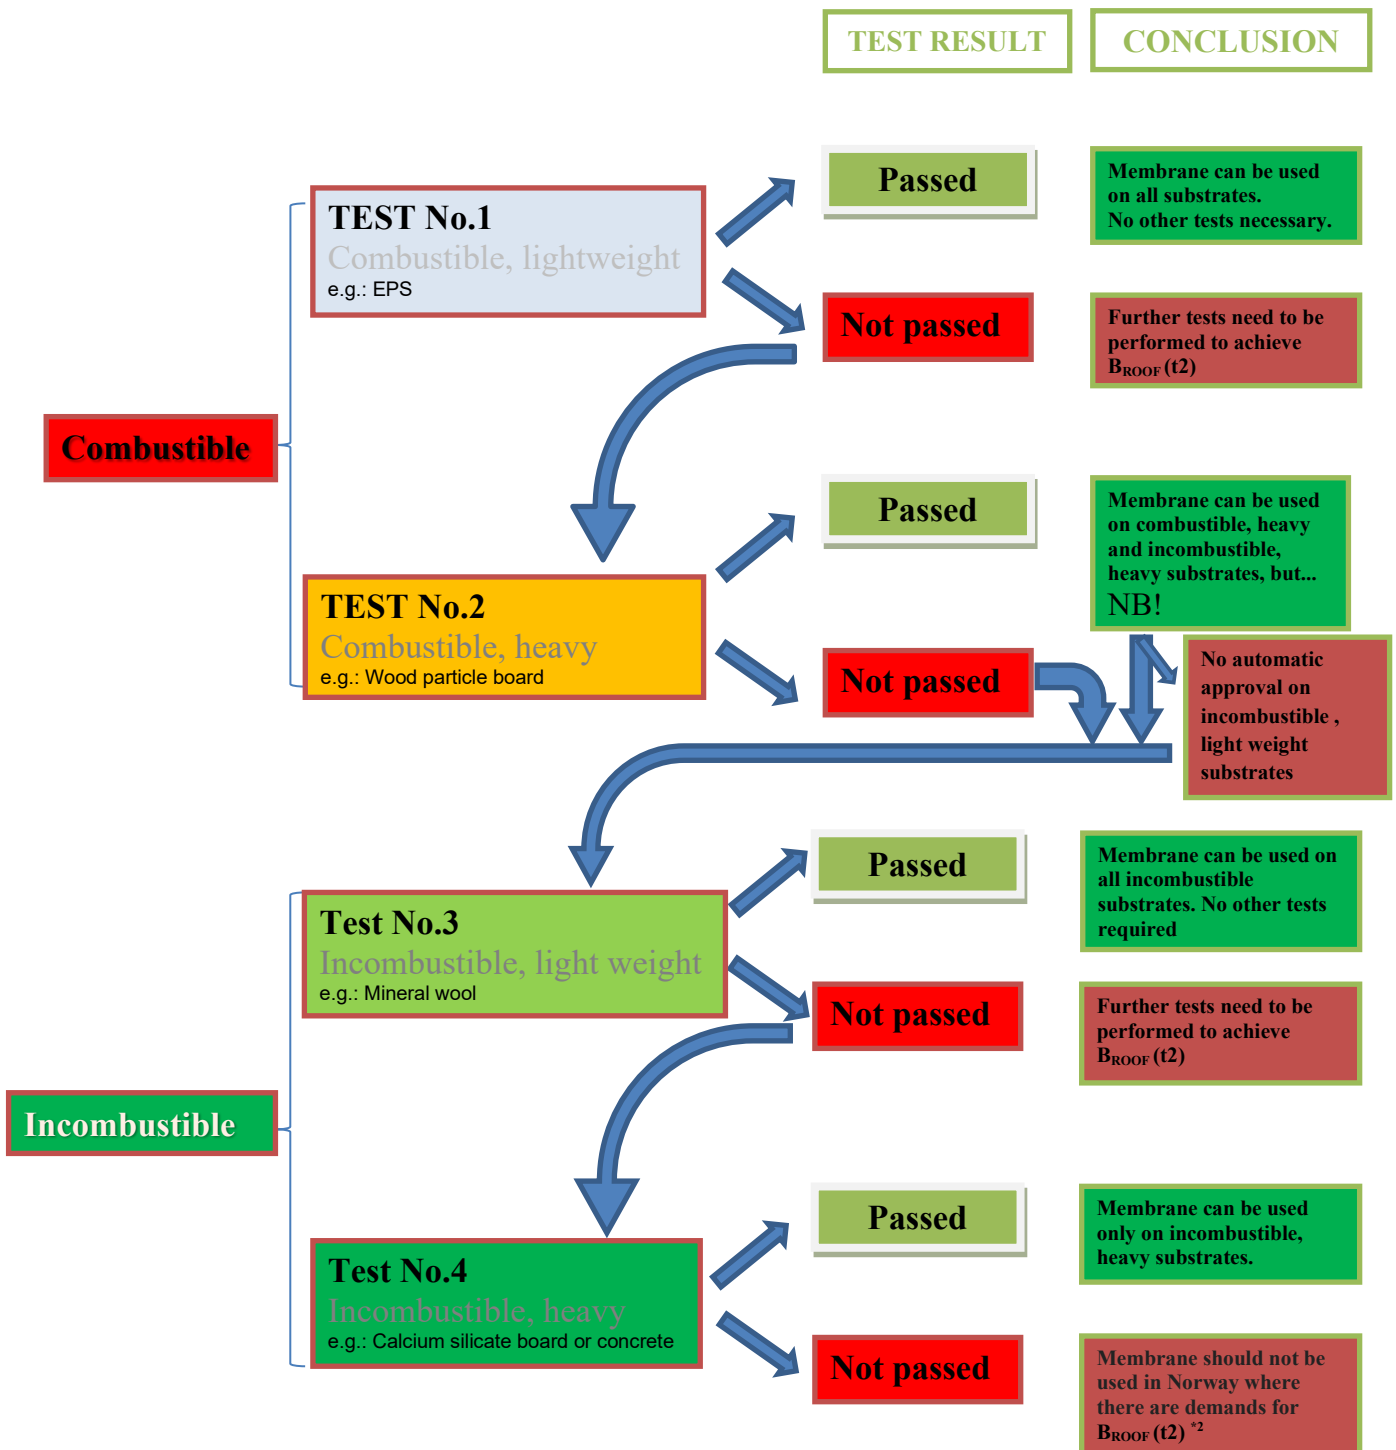 TEST RESULT
CONCLUSION
Passed
Membrane can be used
on all substrates.
No other tests necessary.
TEST No.1
Combustible, lightweight
e.g.: EPS
Not passed
Further tests need to be
performed to achieve
BROOF (t2)
Combustible
Passed
Membrane can be used
on combustible, heavy
and incombustible,
heavy substrates, but...
NB!
TEST No.2
Combustible, heavy
e.g.: Wood particle board
Not passed
No automatic
approval on
incombustible ,
light weight
substrates
Passed
Membrane can be used on
all incombustible
substrates. No other tests
required
Test No.3
Incombustible, light weight
e.g.: Mineral wool
Not passed
Further tests need to be
performed to achieve
BROOF (t2)
Incombustible
Passed
Membrane can be used
only on incombustible,
heavy substrates.
Test No.4
Incombustible, heavy
e.g.: Calcium silicate board or concrete
Not passed
Membrane should not be
used in Norway where
there are demands for
BROOF (t2) *2